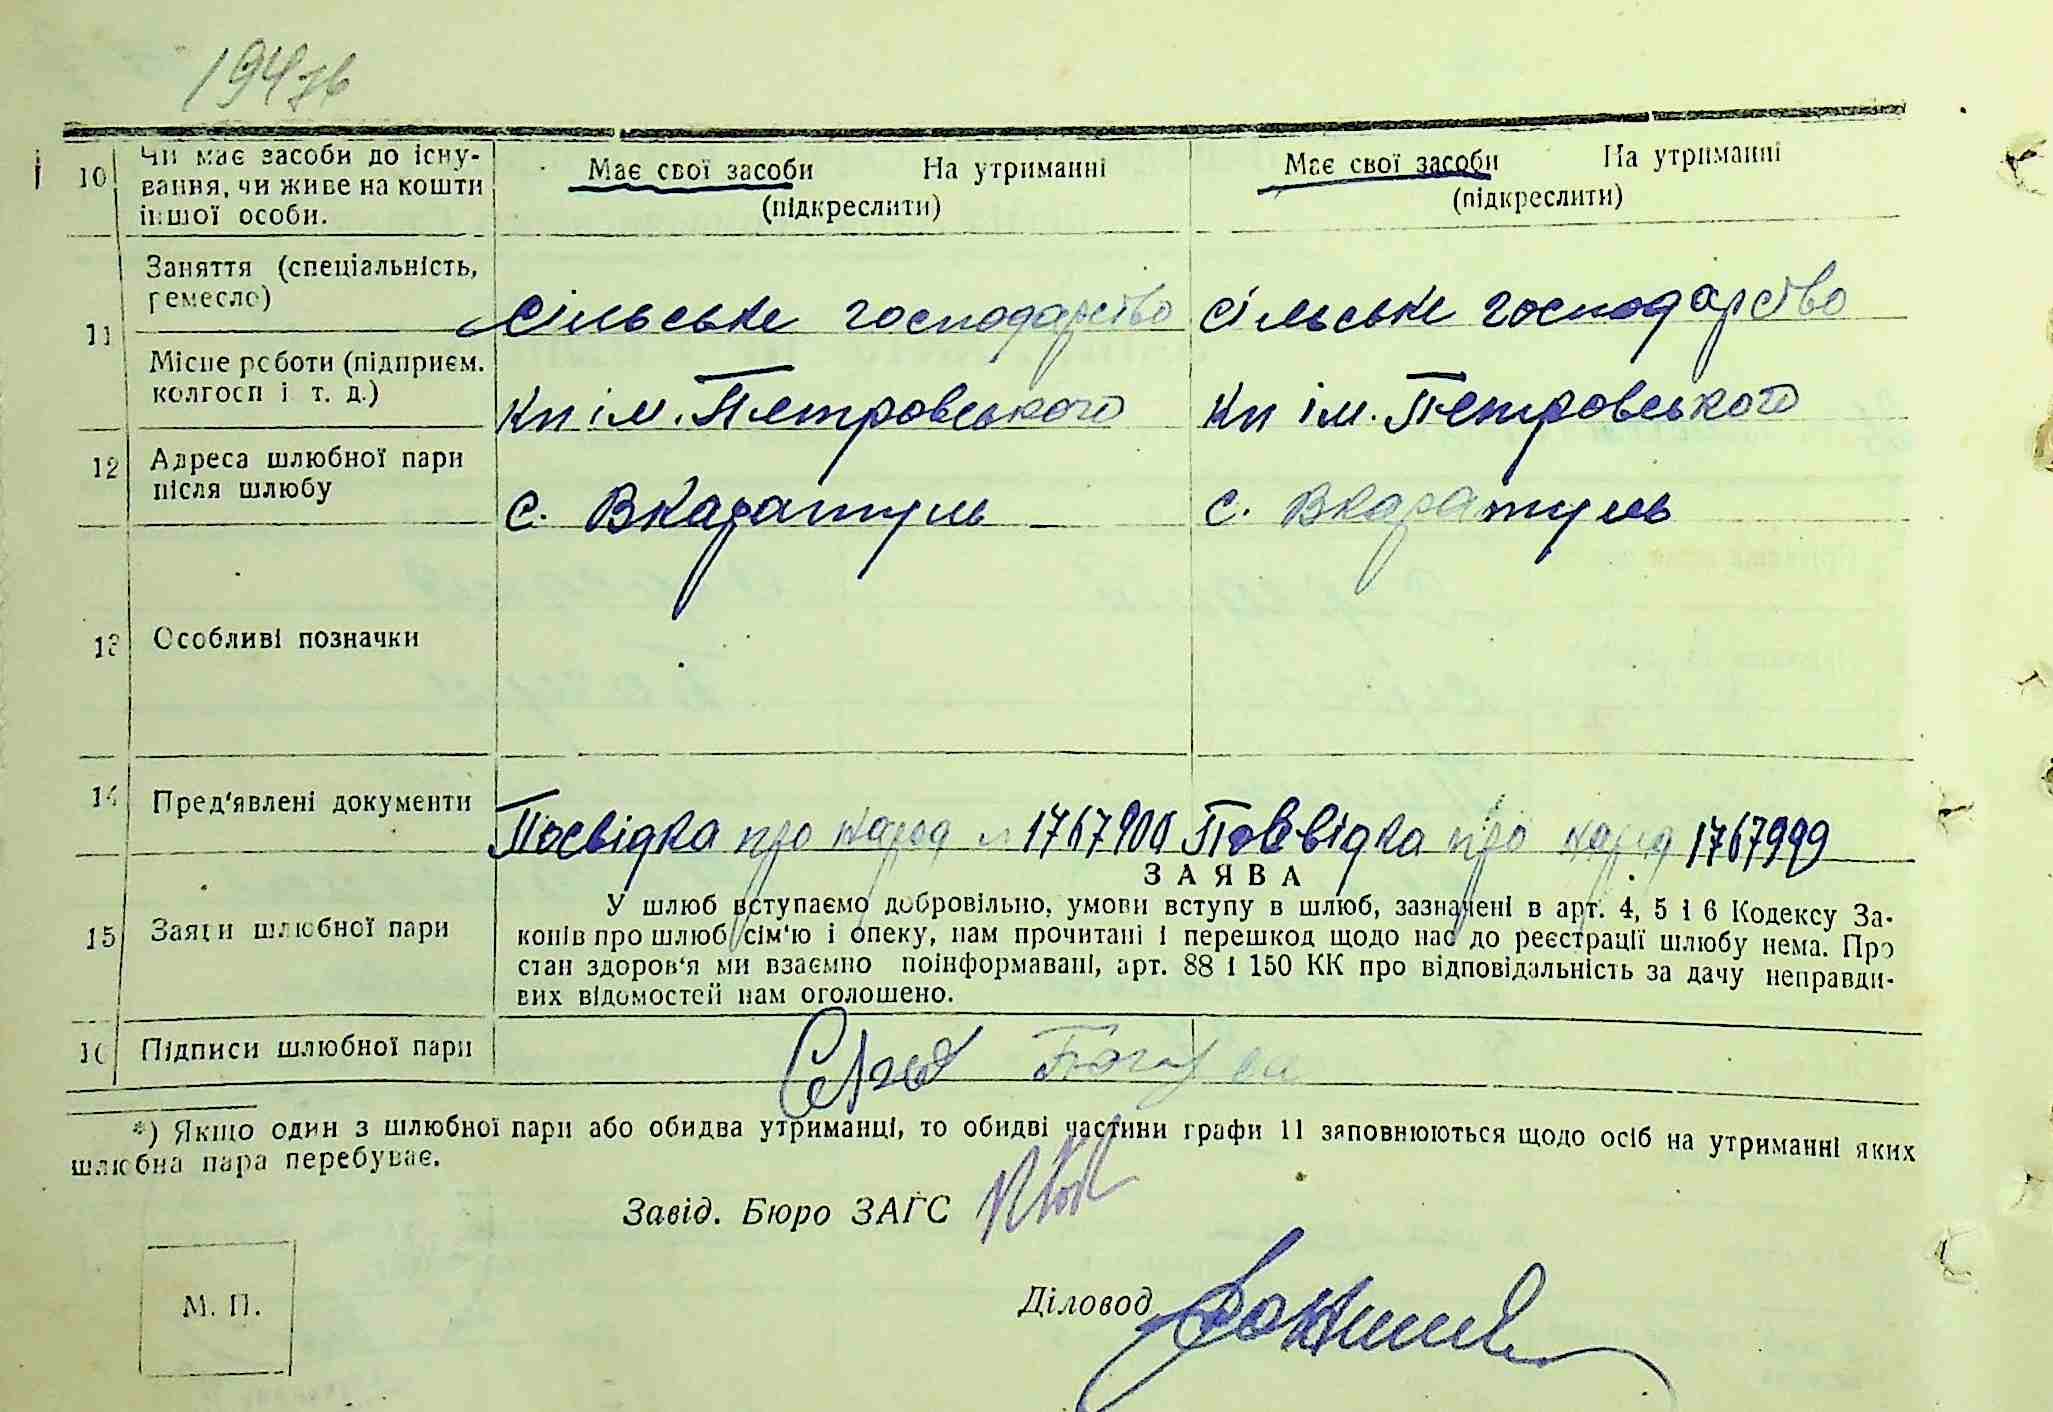 1947в
10 Чи має засоби до існу-
вання, чи живе на кошти
іншої особи.
Має свої засоби На утриманні
(підкреслити)
Має свої засоби На утриманні
(підкреслити)
11 Заняття (спеціальність,
ремесло)
Сільське господарство
Сільське господарство
Місце роботи (підприєм.
колгосп і т. д.)
Кп ім. Петровського
Кп ім. Петровського
12 Адреса шлюбної пари
після шлюбу
с. Вкаратуль
с. Вкаратуль
13 Особливі позначки
14 Пред'явлені документи
Посвідка про народ
Посвідка про народ 1767999
ЗАЯВА
15 Заяви шлюбної пари
У шлюб вступаємо добровільно, умови вступу в шлюб, зазначені в арт. 4, 5 і 6 Кодексу За-
конів про шлюб сім'ю і опеку, нам прочитані і перешкод щодо нас до реєстрації шлюбу нема. Про
стан здоров'я ми взаємно поінформавані, арт. 88 і 150 КК про відповідальність за дачу неправди-
вих відомостей нам оголошено.
16 Підписи шлюбної пари
*) Якщо один з шлюбної пари або обидва утриманці, то обидві частини графи 11 заповнюються щодо осіб на утриманні яких
шлюбна пара перебуває.
Завід. Бюро ЗАГС
М. П.
Діловод